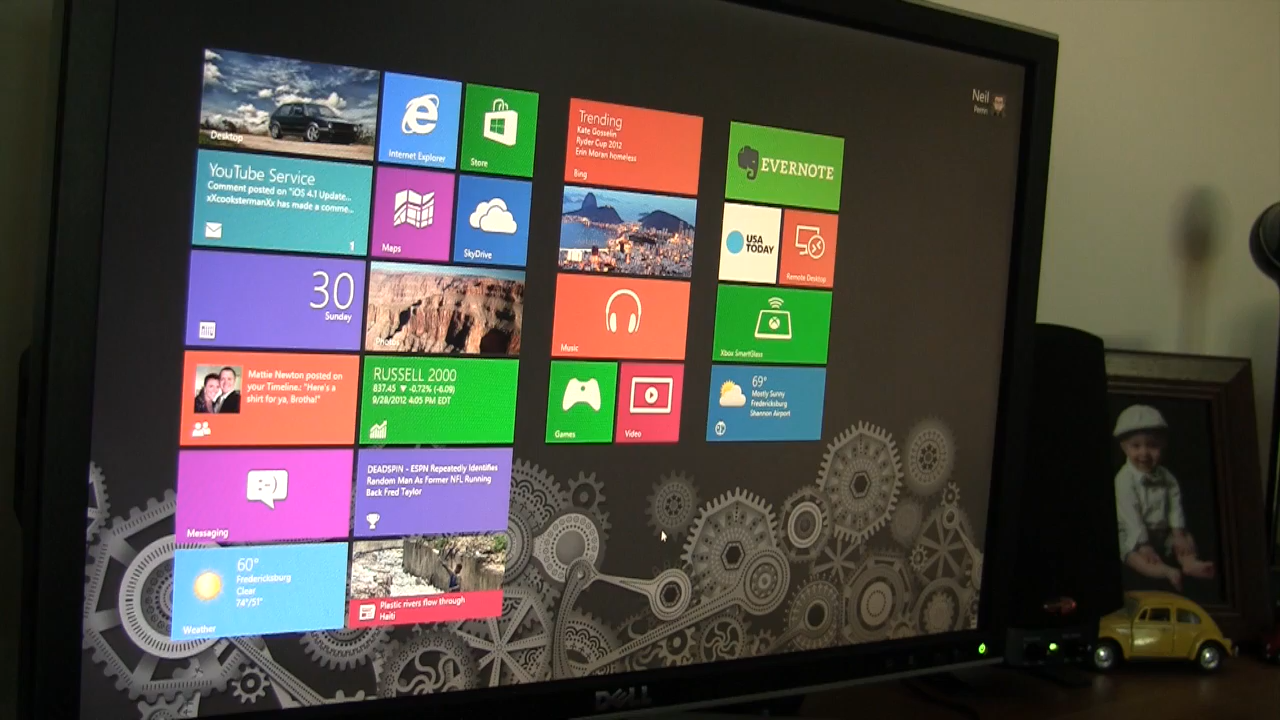 Neil
Desktop
Internet Explorer
Store
YouTube Service
Comment posted on "iOS 4.1 Update...
xXcookstermanXx has made a comme...
1
Maps
SkyDrive
30
Sunday
Photos
Mattie Newton posted on
your Timeline.: "Here's a
shirt for ya, Brotha!"
RUSSELL 2000
837.45 ▼ -0.72% (-6.09)
9/28/2012 4:05 PM EDT
Messaging
DEADSPIN - ESPN Repeatedly Identifies
Random Man As Former NFL Running
Back Fred Taylor
60°
Fredericksburg
Clear
74°/51°
Weather
Plastic rivers flow through
Haiti
Trending
Kate Gosselin
Ryder Cup 2012
Erin Moran homeless
Bing
Music
Games
Video
EVERNOTE
USA
TODAY
Remote Desktop
Xbox SmartGlass
69°
Mostly Sunny
Fredericksburg
Shannon Airport
DELL